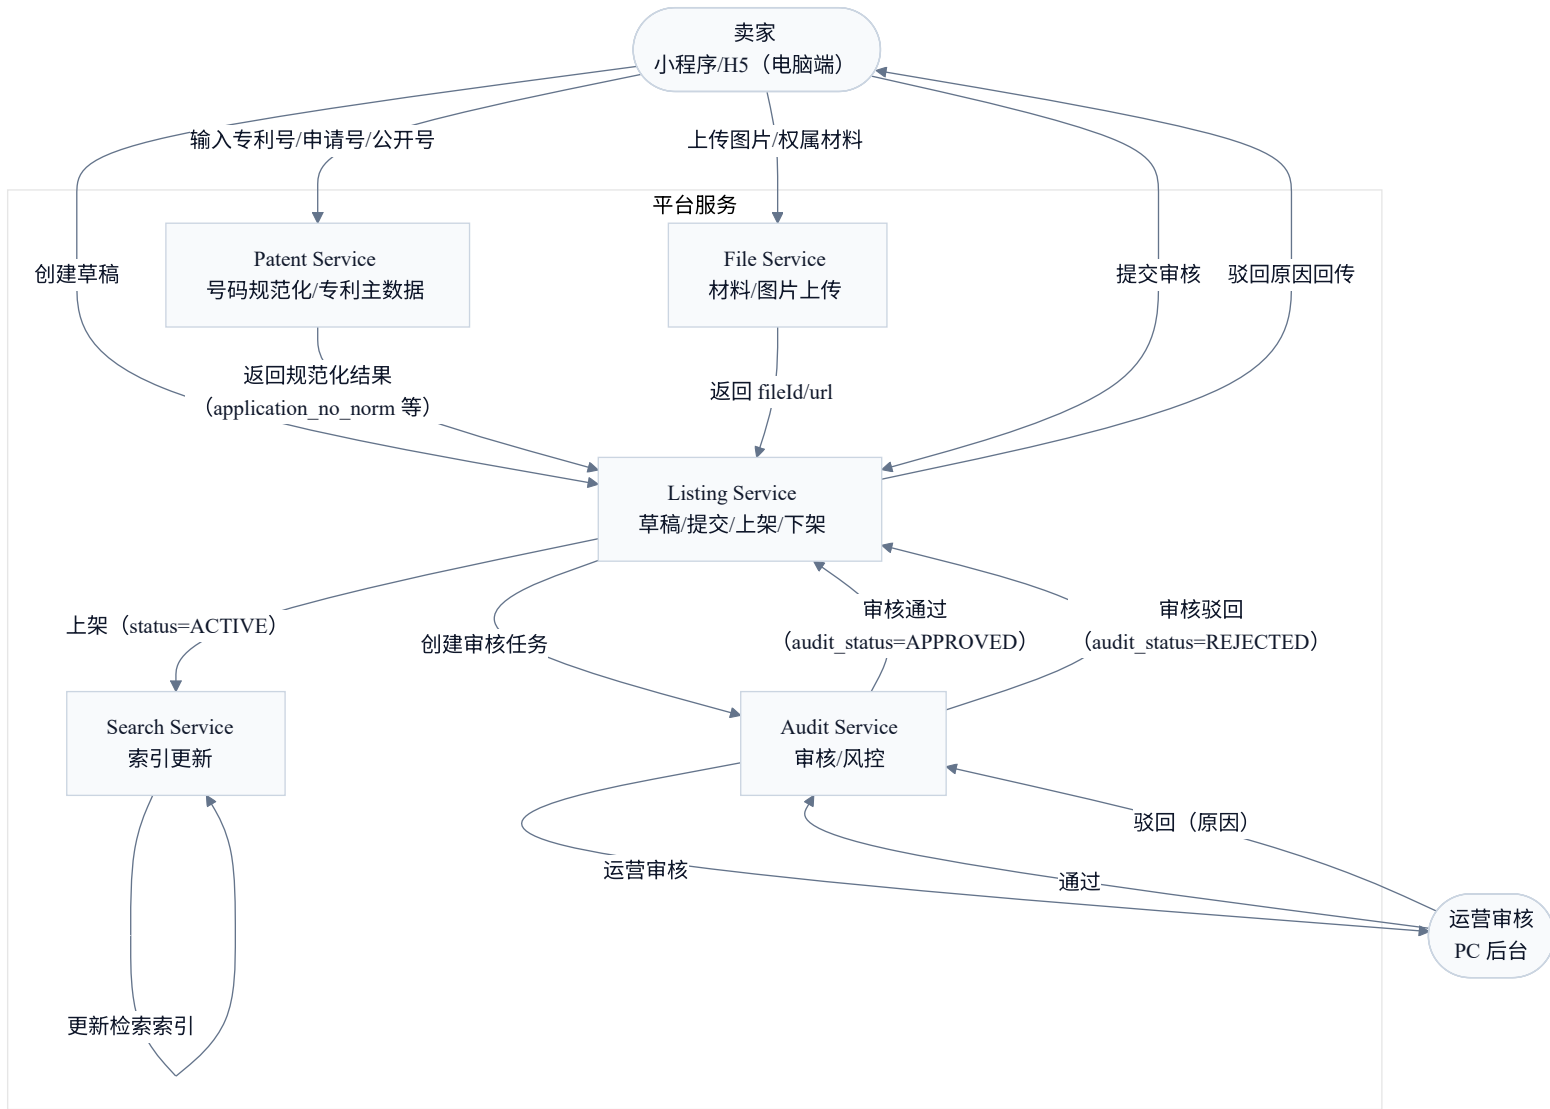 卖家
小程序/H5（电脑端）
输入专利号/申请号/公开号
上传图片/权属材料
平台服务
创建草稿
Patent Service
号码规范化/专利主数据
File Service
材料/图片上传
提交审核
驳回原因回传
返回规范化结果
（application_no_norm 等）
返回 fileId/url
Listing Service
草稿/提交/上架/下架
上架（status=ACTIVE）
创建审核任务
审核通过
（audit_status=APPROVED）
审核驳回
（audit_status=REJECTED）
Search Service
索引更新
Audit Service
审核/风控
驳回（原因）
运营审核
通过
运营审核
PC 后台
更新检索索引